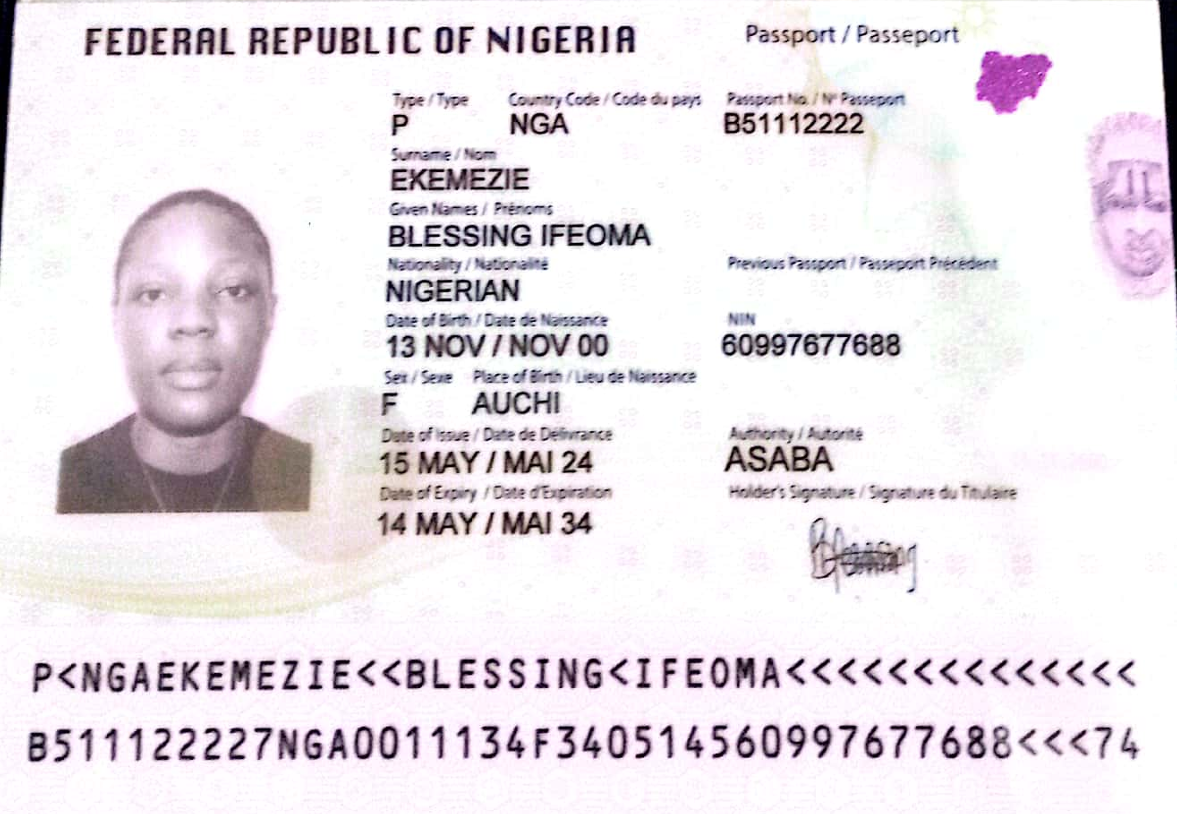 FEDERAL REPUBLIC OF NIGERIA
Passport / Passeport
Type / Type Country Code / Code du pays Passport No. / N° Passeport
P NGA B51112222
Surname / Nom
EKEMEZIE
Given Names / Prénoms
BLESSING IFEOMA
Nationality / Nationalité Previous Passport / Passeport Précédent
NIGERIAN
Date of Birth / Date de Naissance NIN
13 NOV / NOV 00 60997677688
Sex / Sexe Place of Birth / Lieu de Naissance
F AUCHI
Date of Issue / Date de Délivrance Authority / Autorité
15 MAY / MAI 24 ASABA
Date of Expiry / Date d'Expiration Holder's Signature / Signature du Titulaire
14 MAY / MAI 34
P<NGAEKEMEZIE<<BLESSING<IFEOMA<<<<<<<<<<<<<<
B511122227NGA0011134F340514560997677688<<<74